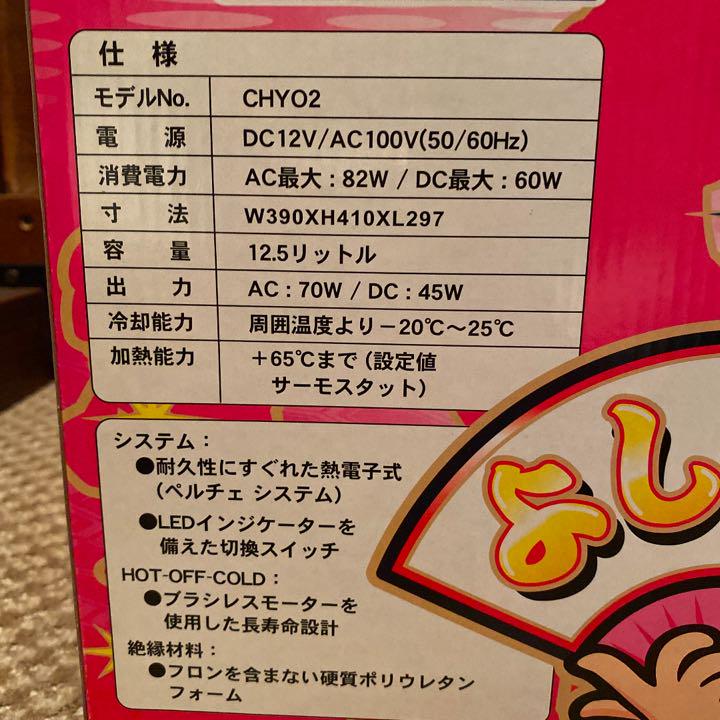 仕 様
モデルNo. CHYO2
電 源 DC12V/AC100V(50/60Hz)
消費電力 AC最大：82W / DC最大：60W
寸 法 W390XH410XL297
容 量 12.5リットル
出 力 AC：70W / DC：45W
冷却能力 周囲温度より－20℃～25℃
加熱能力 ＋65℃まで (設定値
サーモスタット)
システム：
●耐久性にすぐれた熱電子式
(ペルチェ システム)
●LEDインジケーターを
備えた切換スイッチ
HOT-OFF-COLD：
●ブラシレスモーターを
使用した長寿命設計
絶縁材料：
●フロンを含まない硬質ポリウレタン
フォーム
よし